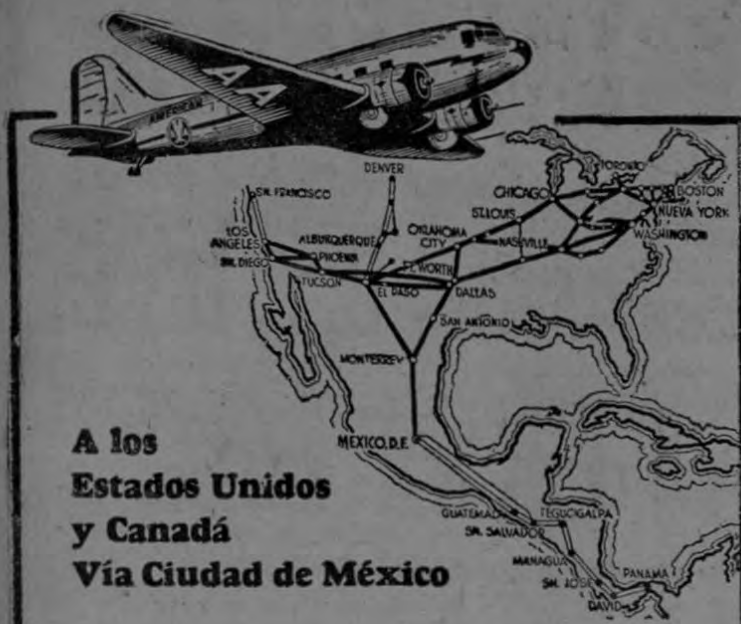 AA
AMERICAN
DENVER
TORONTO
SN. FRANCISCO
CHICAGO
BOSTON
NUEVA YORK
ST. LOUIS
WASHINGTON
LOS ANGELES
ALBURQUERQUE
OKLAHOMA CITY
NASHVILLE
PHOENIX
SN. DIEGO
FT. WORTH
TUCSON
EL PASO
DALLAS
SAN ANTONIO
MONTERREY
MEXICO, D.F.
A los
Estados Unidos
y Canadá
Vía Ciudad de México
GUATEMALA
TEGUCIGALPA
SN. SALVADOR
MANAGUA
SN. JOSE
PANAMA
DAVID